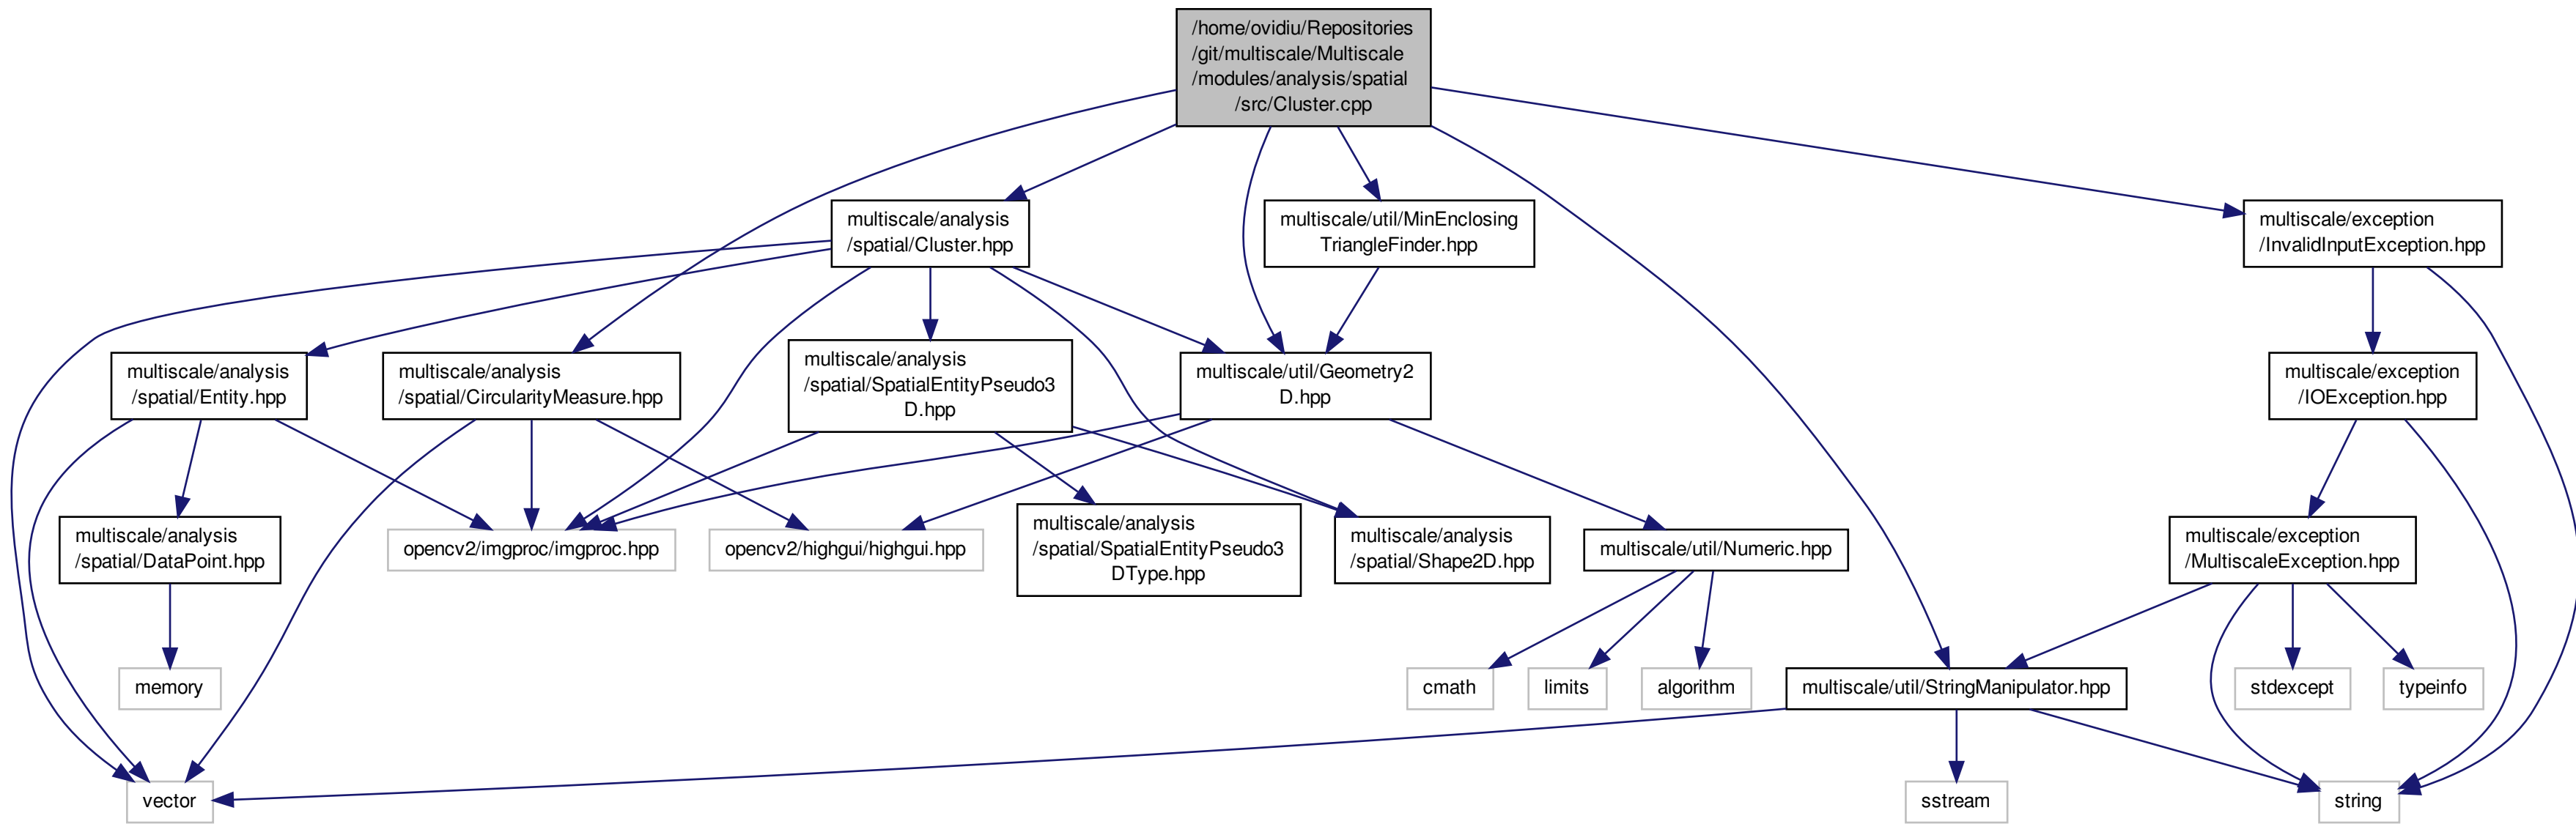 /home/ovidiu/Repositories
/git/multiscale/Multiscale
/modules/analysis/spatial
/src/Cluster.cpp
multiscale/analysis
/spatial/Cluster.hpp
multiscale/util/MinEnclosing
TriangleFinder.hpp
multiscale/exception
/InvalidInputException.hpp
multiscale/analysis
/spatial/Entity.hpp
multiscale/analysis
/spatial/CircularityMeasure.hpp
multiscale/analysis
/spatial/SpatialEntityPseudo3
D.hpp
multiscale/util/Geometry2
D.hpp
multiscale/exception
/IOException.hpp
multiscale/analysis
/spatial/DataPoint.hpp
opencv2/imgproc/imgproc.hpp
opencv2/highgui/highgui.hpp
multiscale/analysis
/spatial/SpatialEntityPseudo3
DType.hpp
multiscale/analysis
/spatial/Shape2D.hpp
multiscale/util/Numeric.hpp
multiscale/exception
/MultiscaleException.hpp
memory
cmath
limits
algorithm
multiscale/util/StringManipulator.hpp
stdexcept
typeinfo
vector
sstream
string